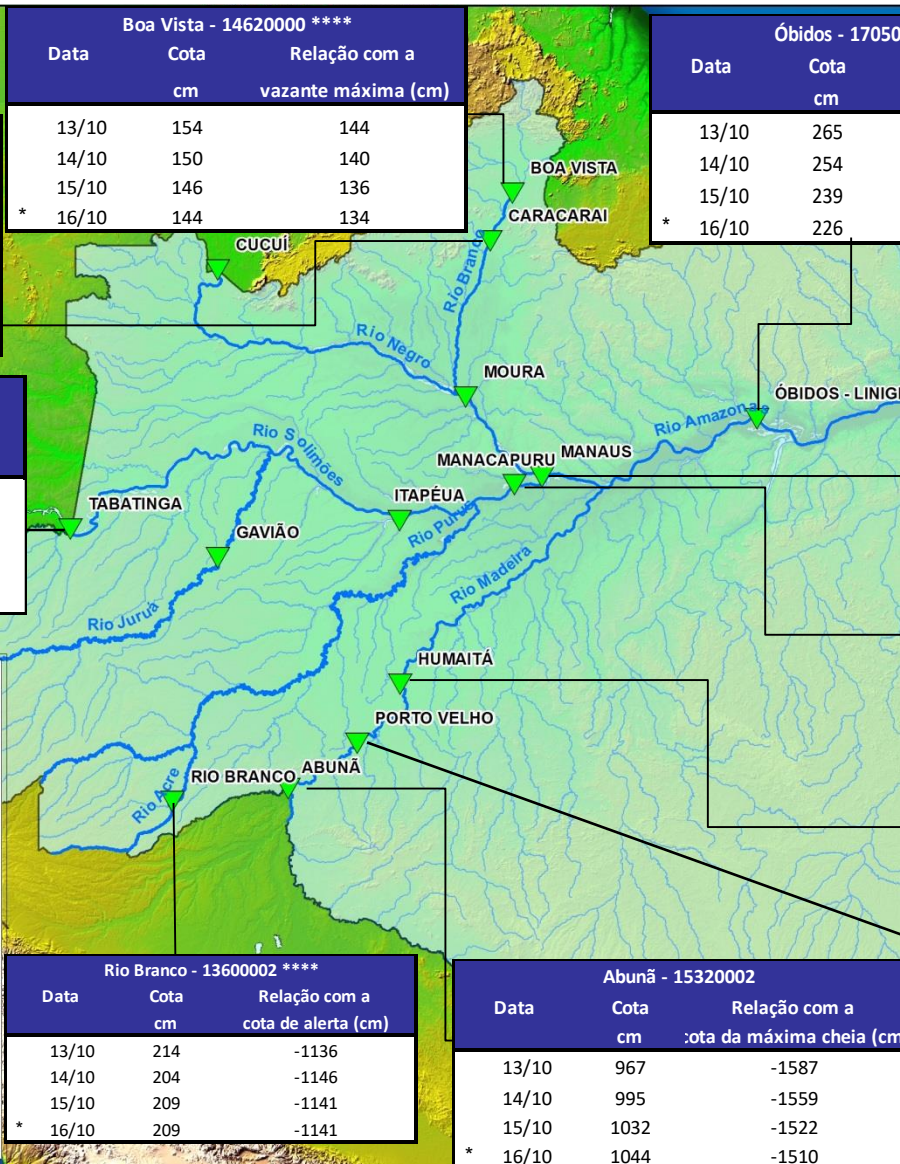 Boa Vista - 14620000 ****
Data Cota Relação com a
cm vazante máxima (cm)
13/10 154 144
14/10 150 140
15/10 146 136
* 16/10 144 134
Óbidos - 17050
Data Cota
cm
13/10 265
14/10 254
15/10 239
* 16/10 226
BOA VISTA
CARACARAI
CUCUÍ
Rio Branco
Rio Negro
MOURA
ÓBIDOS - LINIG
Rio Amazonas
Rio Solimões
MANACAPURU
MANAUS
TABATINGA
ITAPÉUA
GAVIÃO
Rio Purus
Rio Madeira
Rio Juruá
HUMAITÁ
PORTO VELHO
RIO BRANCO
ABUNÃ
Rio Acre
Rio Branco - 13600002 ****
Data Cota Relação com a
cm cota de alerta (cm)
13/10 214 -1136
14/10 204 -1146
15/10 209 -1141
* 16/10 209 -1141
Abunã - 15320002
Data Cota Relação com a
cm cota da máxima cheia (cm
13/10 967 -1587
14/10 995 -1559
15/10 1032 -1522
* 16/10 1044 -1510